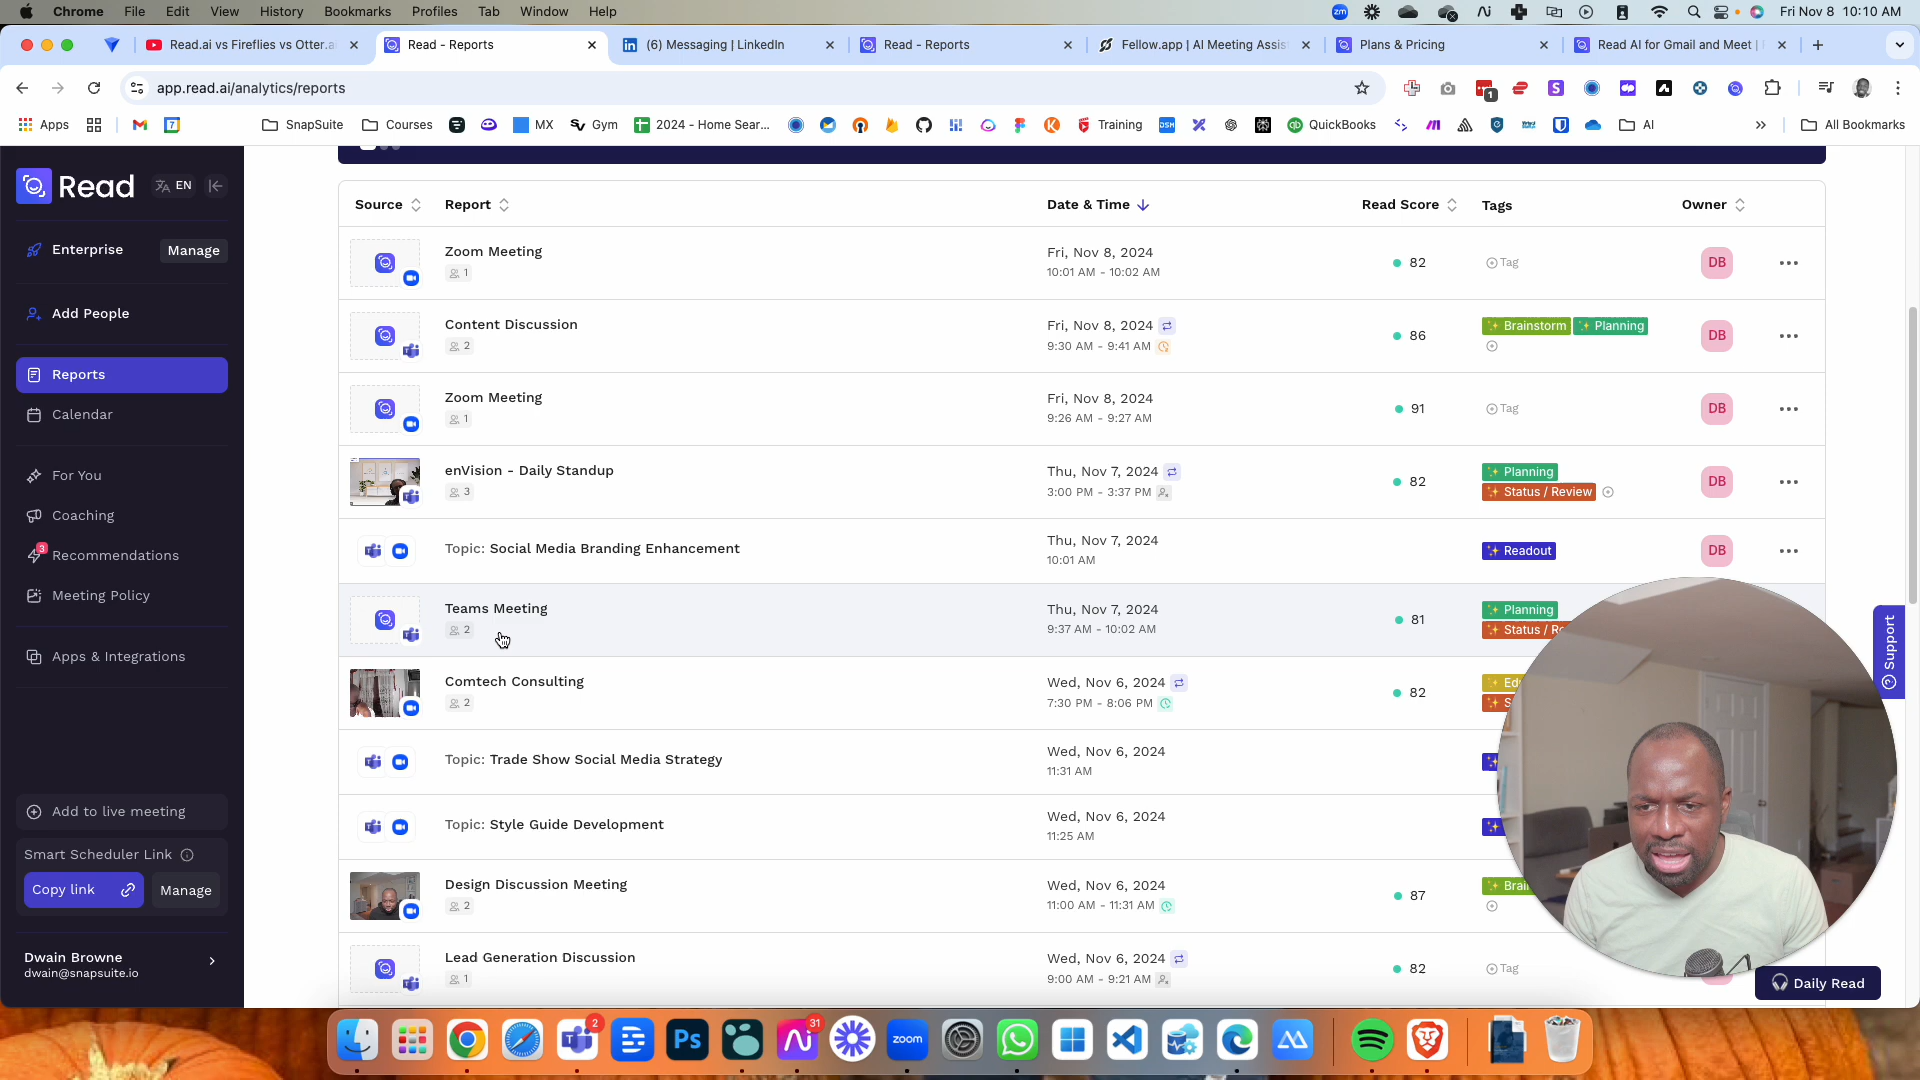 Chrome File Edit View History Bookmarks Profiles Tab Window Help zm Fri Nov 8 10:10 AM
Read.ai vs Fireflies vs Otter.a Read - Reports (6) Messaging | LinkedIn Read - Reports Fellow.app | AI Meeting Assis Plans & Pricing Read AI for Gmail and Meet |
app.read.ai/analytics/reports 1
Apps SnapSuite Courses MX Gym 2024 - Home Sear... Training DSM QuickBooks AI All Bookmarks
Read EN
Enterprise Manage
Add People
Reports
Calendar
For You
Coaching
3
Recommendations
Meeting Policy
Apps & Integrations
Add to live meeting
Smart Scheduler Link
Copy link Manage
Dwain Browne
dwain@snapsuite.io
Source Report Date & Time Read Score Tags Owner
Zoom Meeting Fri, Nov 8, 2024 82 Tag DB
1 10:01 AM - 10:02 AM
Content Discussion Fri, Nov 8, 2024 86 Brainstorm Planning DB
2 9:30 AM - 9:41 AM
Zoom Meeting Fri, Nov 8, 2024 91 Tag DB
1 9:26 AM - 9:27 AM
enVision - Daily Standup Thu, Nov 7, 2024 82 Planning DB
3 3:00 PM - 3:37 PM Status / Review
Topic: Social Media Branding Enhancement Thu, Nov 7, 2024 Readout DB
10:01 AM
Teams Meeting Thu, Nov 7, 2024 81 Planning
2 9:37 AM - 10:02 AM Status / Re
Comtech Consulting Wed, Nov 6, 2024 82 Ed
2 7:30 PM - 8:06 PM S
Topic: Trade Show Social Media Strategy Wed, Nov 6, 2024
11:31 AM
Topic: Style Guide Development Wed, Nov 6, 2024
11:25 AM
Design Discussion Meeting Wed, Nov 6, 2024 87 Brai
2 11:00 AM - 11:31 AM
Lead Generation Discussion Wed, Nov 6, 2024 82 Tag
1 9:00 AM - 9:21 AM
Support
Daily Read
2 Ps 31 zoom